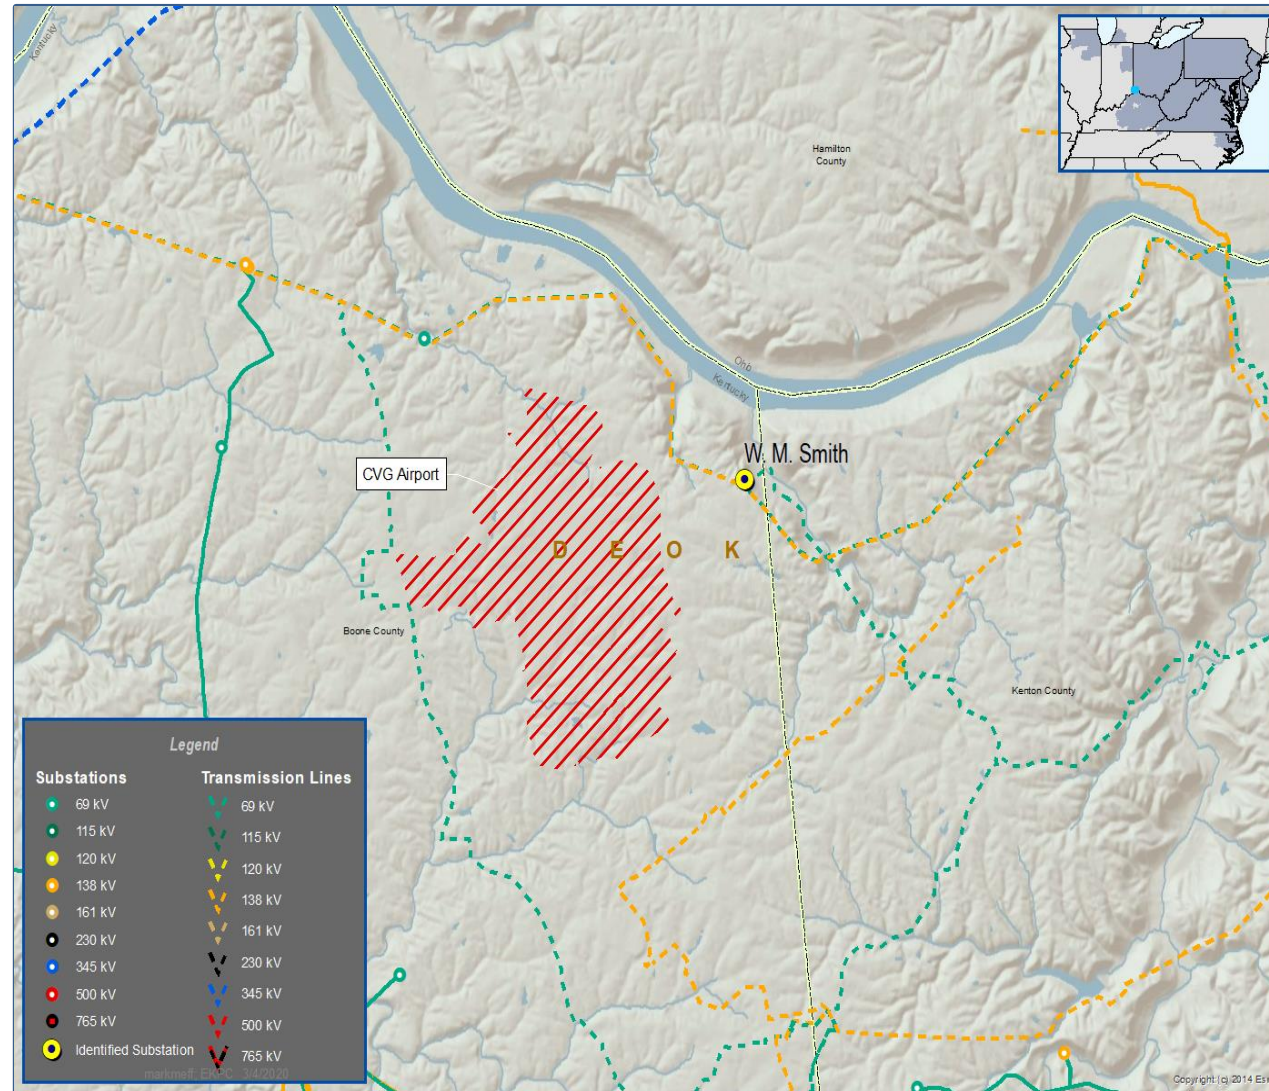 Kentucky
Hamilton
County
Ohio
Kentucky
W. M. Smith
CVG Airport
D E O K
Boone County
Kenton County
Legend
Substations
69 kV
115 kV
120 kV
138 kV
161 kV
230 kV
345 kV
500 kV
765 kV
Identified Substation
Transmission Lines
69 kV
115 kV
120 kV
138 kV
161 kV
230 kV
345 kV
500 kV
765 kV
markmeff, EKPC 3/4/2020
Copyright (c) 2014 Esri